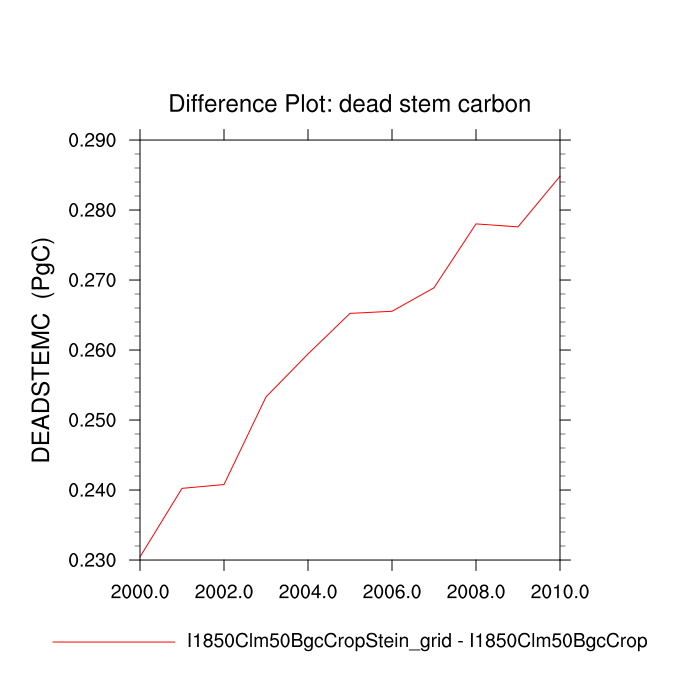 Difference Plot: dead stem carbon
DEADSTEMC (PgC)
0.290
0.280
0.270
0.260
0.250
0.240
0.230
2000.0 2002.0 2004.0 2006.0 2008.0 2010.0
I1850Clm50BgcCropStein_grid - I1850Clm50BgcCrop